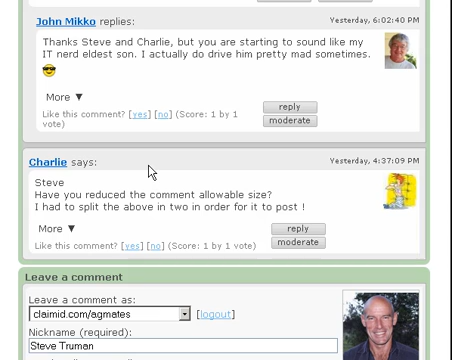 John Mikko replies:
Yesterday, 6:02:40 PM
Thanks Steve and Charlie, but you are starting to sound like my
IT nerd eldest son. I actually do drive him pretty mad sometimes.
More ▼
Like this comment? [yes] [no] (Score: 1 by 1
vote)
reply
moderate
Charlie says:
Yesterday, 4:37:09 PM
Steve
Have you reduced the comment allowable size?
I had to split the above in two in order for it to post !
More ▼
Like this comment? [yes] [no] (Score: 1 by 1 vote)
reply
moderate
Leave a comment
Leave a comment as:
claimid.com/agmates
[logout]
Nickname (required):
Steve Truman